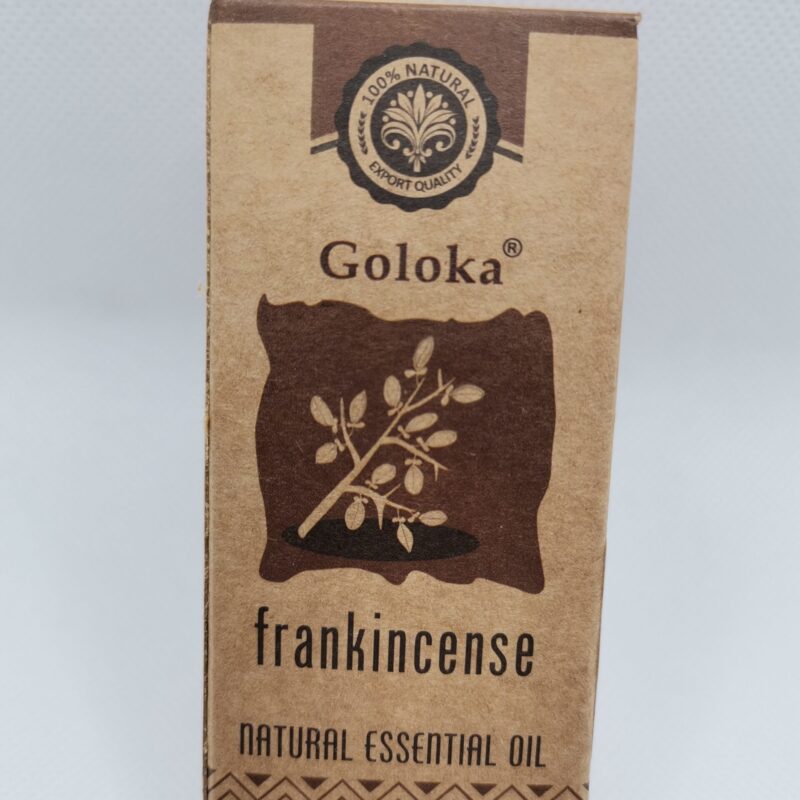 100% NATURAL
EXPORT QUALITY
Goloka®
frankincense
NATURAL ESSENTIAL OIL